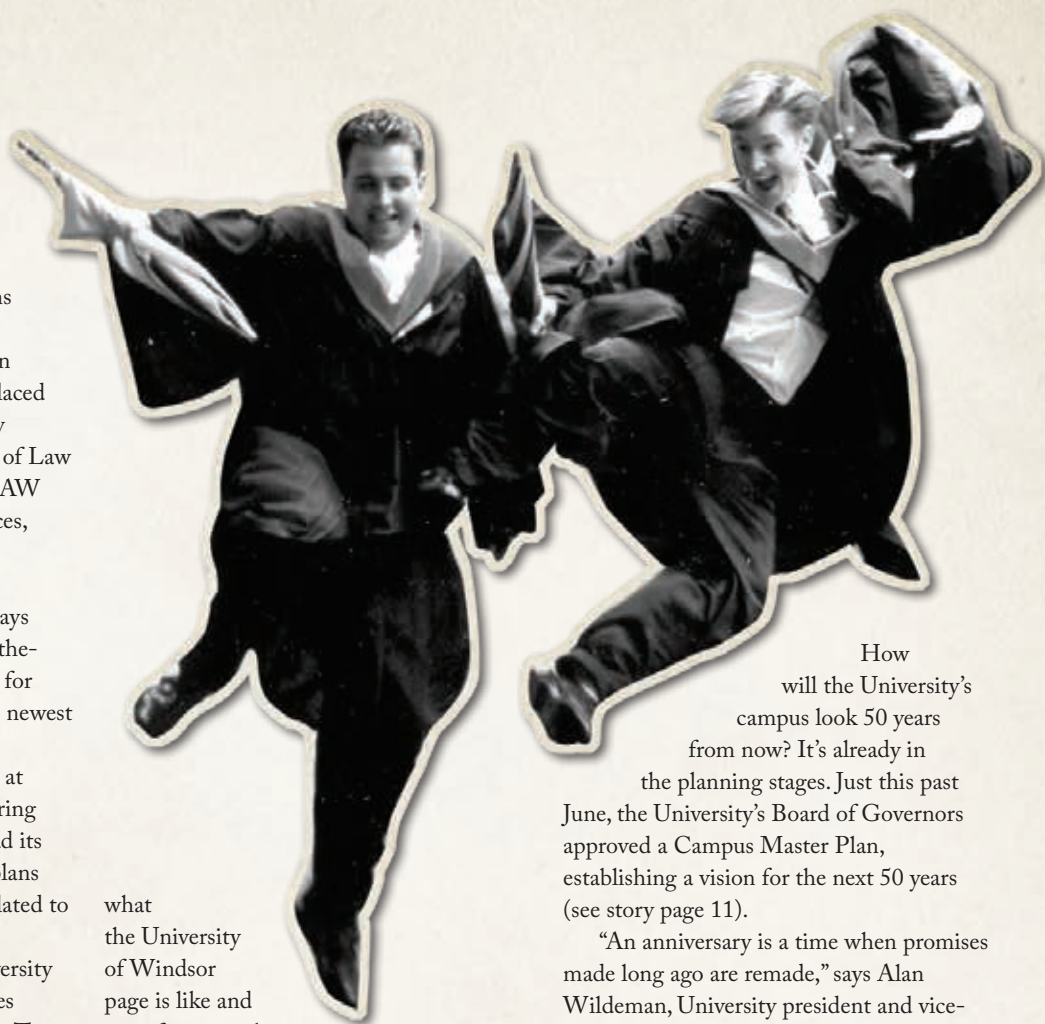 n
laced
of Law
AW
ces,
ays
the-
for
newest
at
ring
d its
plans
lated to
ersity
es
what
the University
of Windsor
page is like and
How
will the University's
campus look 50 years
from now? It's already in
the planning stages. Just this past
June, the University's Board of Governors
approved a Campus Master Plan,
establishing a vision for the next 50 years
(see story page 11).
“An anniversary is a time when promises
made long ago are remade,” says Alan
Wildeman, University president and vice-